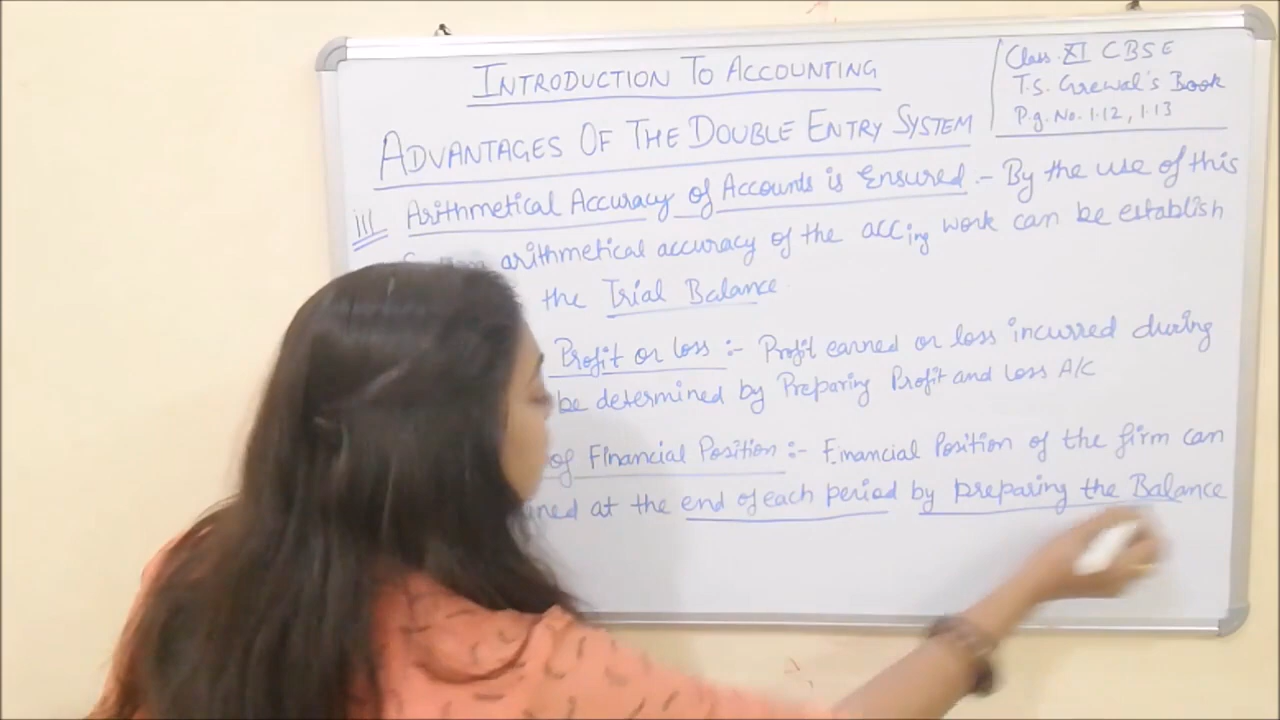 INTRODUCTION TO ACCOUNTING
Class XI CBSE
T.S. Grewal's Book
P.g. No. 1.12, 1.13
ADVANTAGES OF THE DOUBLE ENTRY SYSTEM
iii Arithmetical Accuracy of Accounts is Ensured :- By the use of this
arithmetical accuracy of the accing work can be establish
the Trial Balance
Profit or loss :- Profit earned or loss incurred during
be determined by Preparing Profit and Loss A/C
of Financial Position :- Financial Position of the firm can
at the end of each period by preparing the Balance